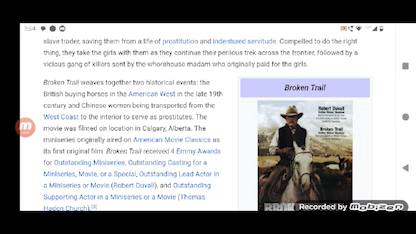 7:54
slave trader, saving them from a life of prostitution and indentured servitude. Compelled to do the right
thing, they take the girls with them as they continue their perilous trek across the frontier, followed by a
vicious gang of killers sent by the whorehouse madam who originally paid for the girls.
Broken Trail weaves together two historical events: the
British buying horses in the American West in the late 19th
century and Chinese women being transported from the
West Coast to the interior to serve as prostitutes. The
movie was filmed on location in Calgary, Alberta. The
miniseries originally aired on American Movie Classics as
its first original film. Broken Trail received 4 Emmy Awards
for Outstanding Miniseries, Outstanding Casting for a
Miniseries, Movie, or a Special, Outstanding Lead Actor in
a Miniseries or Movie (Robert Duvall), and Outstanding
Supporting Actor in a Miniseries or a Movie (Thomas
Haden Church).
Broken Trail
Robert Duvall
Broken Trail
Recorded by Mobizen